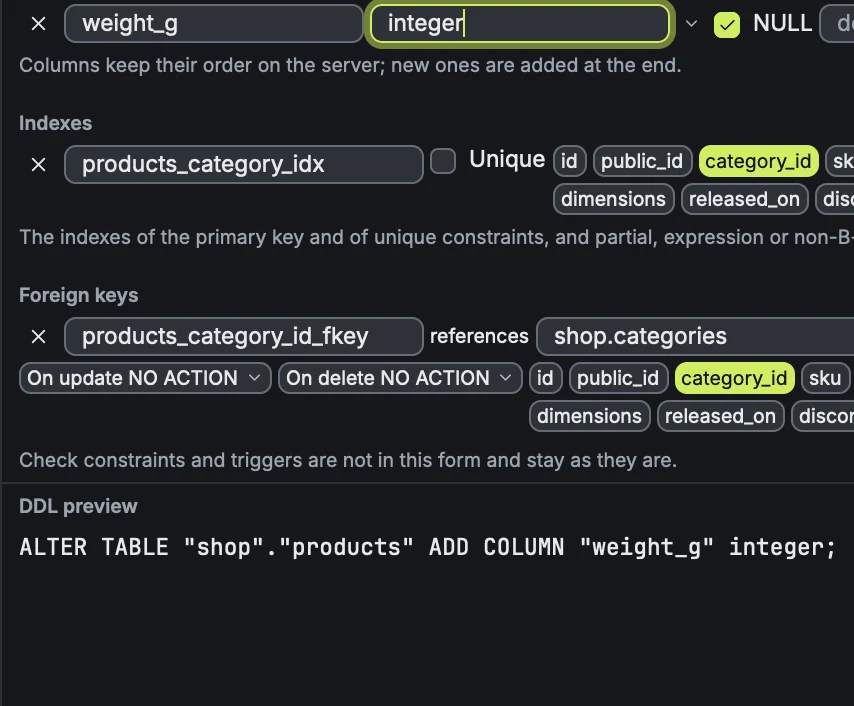 weight_g integer NULL
Columns keep their order on the server; new ones are added at the end.
Indexes
products_category_idx Unique id public_id category_id sk
dimensions released_on disc
The indexes of the primary key and of unique constraints, and partial, expression or non-B-
Foreign keys
products_category_id_fkey references shop.categories
On update NO ACTION On delete NO ACTION id public_id category_id sku
dimensions released_on discon
Check constraints and triggers are not in this form and stay as they are.
DDL preview
ALTER TABLE "shop"."products" ADD COLUMN "weight_g" integer;